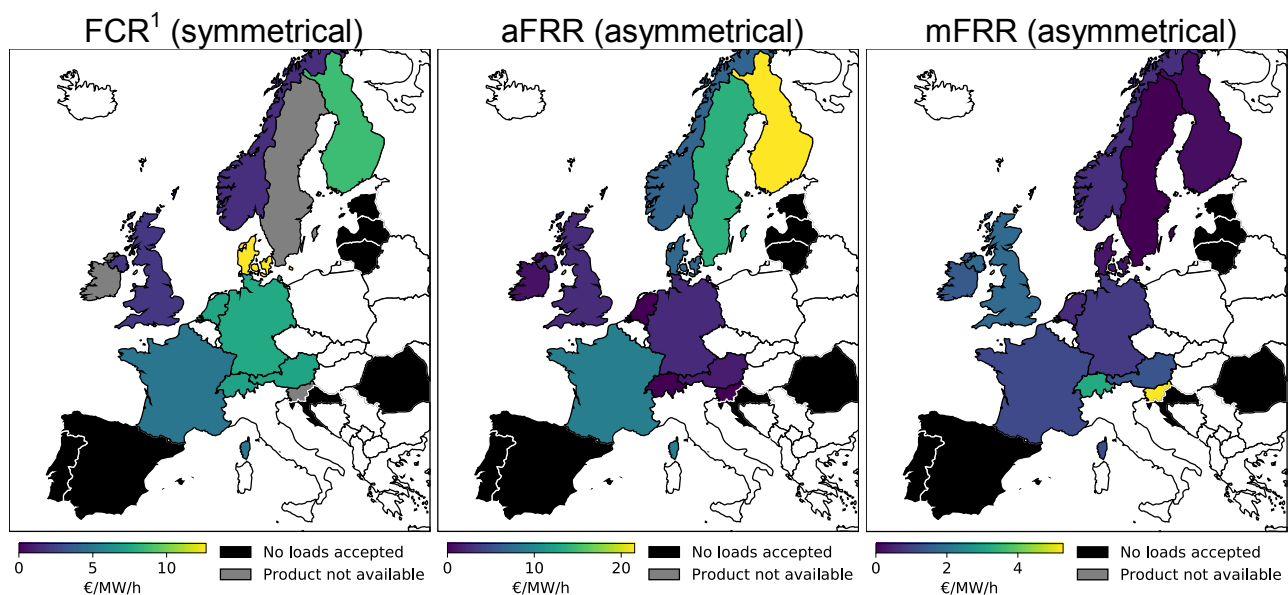 FCR¹ (symmetrical)
aFRR (asymmetrical)
mFRR (asymmetrical)
0 5 10
€/MW/h
No loads accepted
Product not available
0 10 20
€/MW/h
No loads accepted
Product not available
0 2 4
€/MW/h
No loads accepted
Product not available